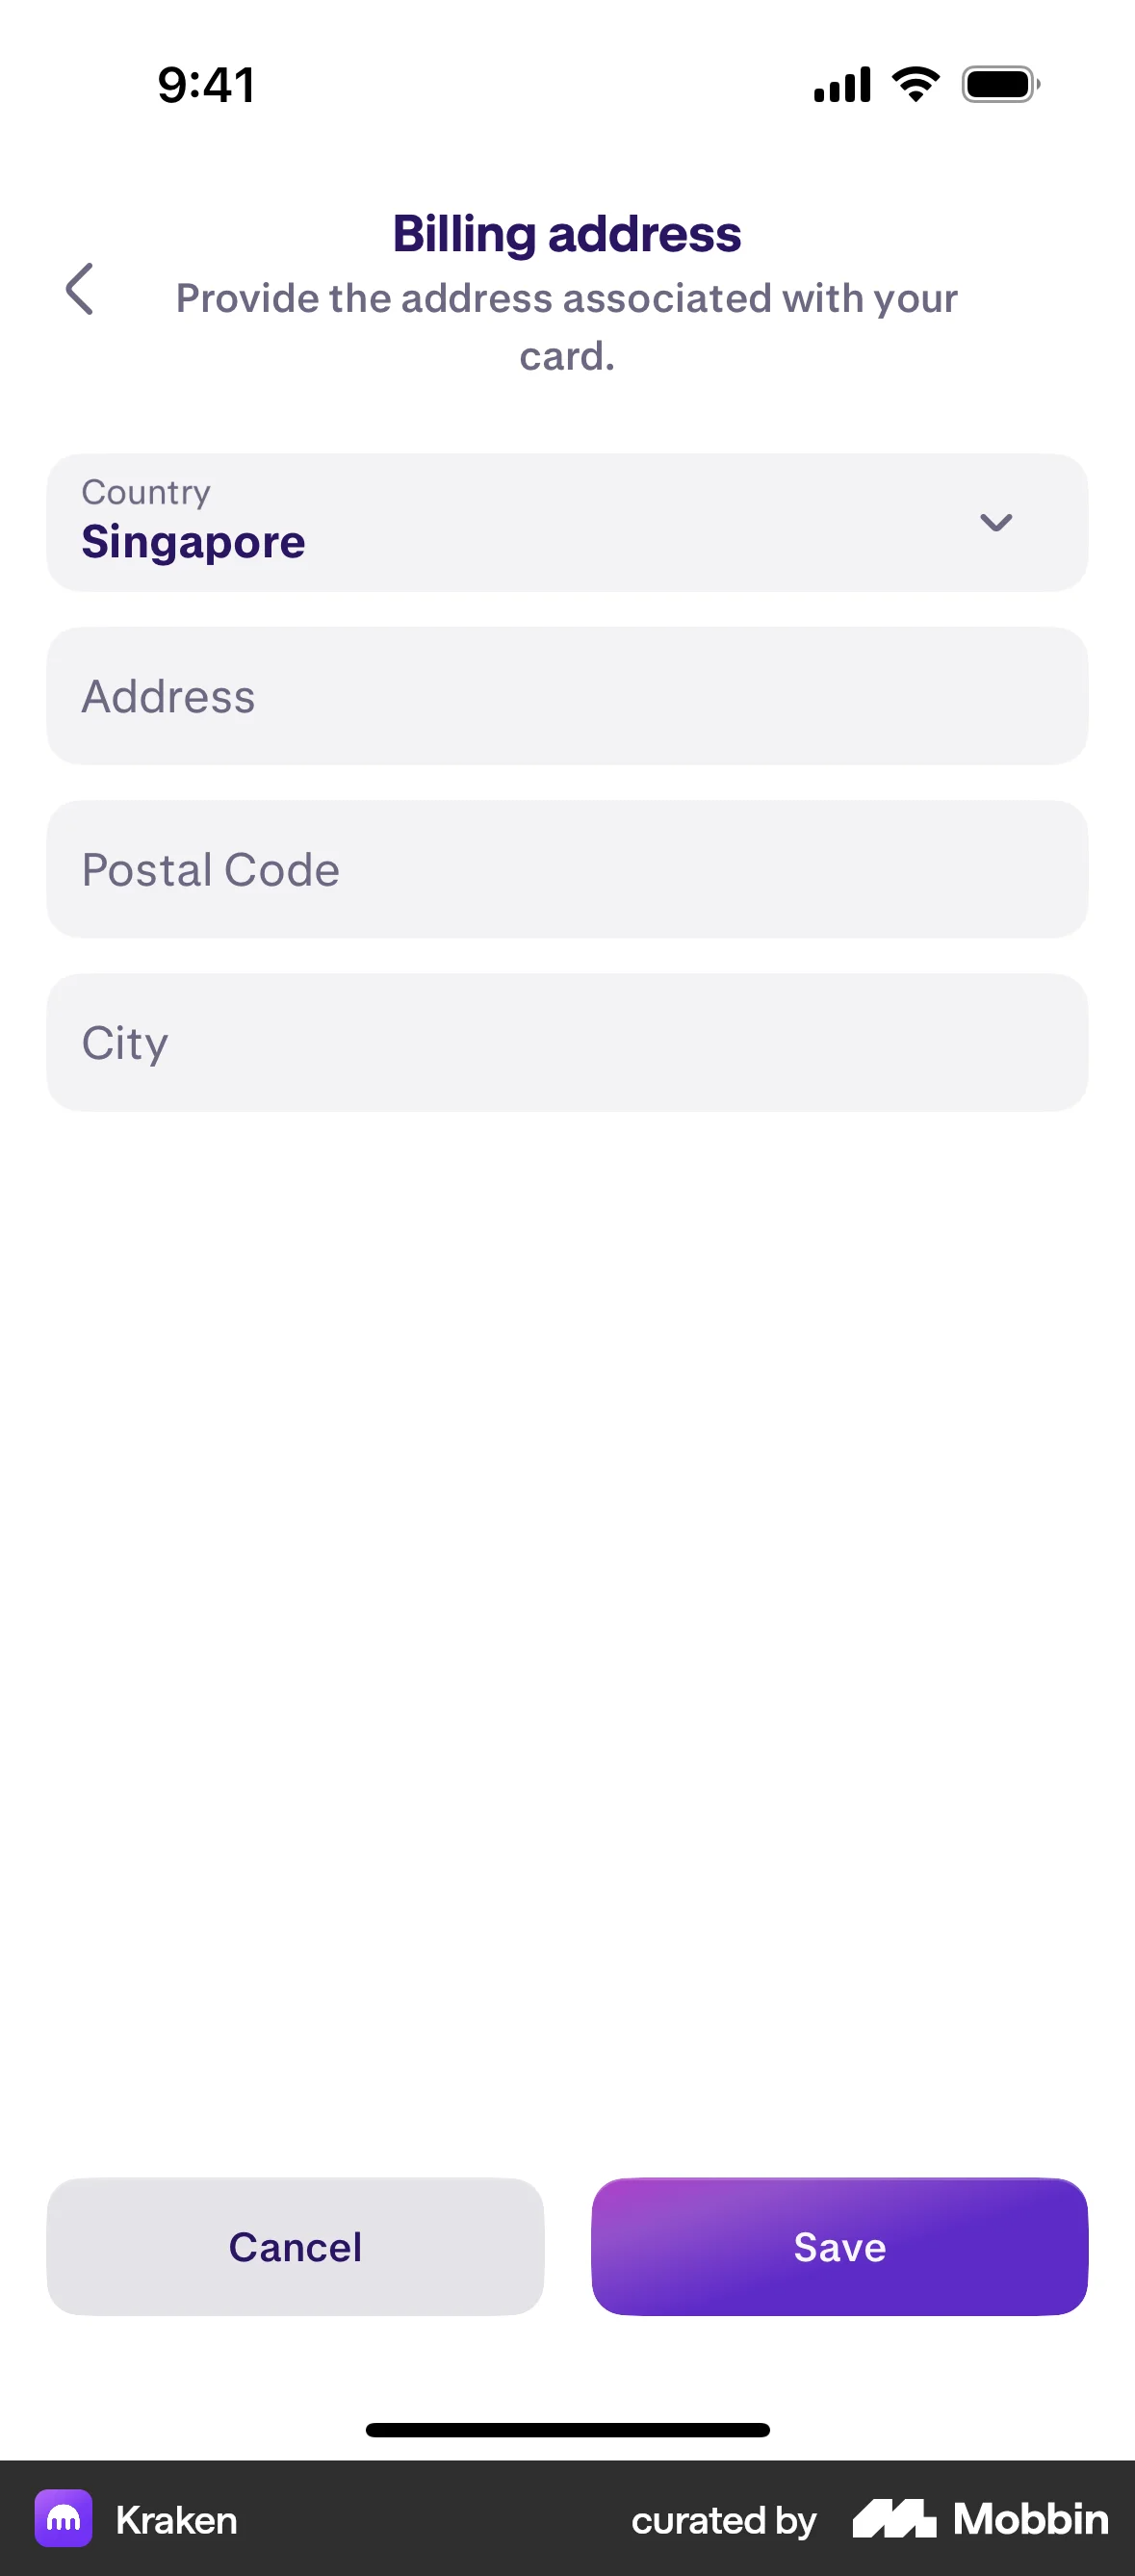 9:41
Billing address
Provide the address associated with your
card.
Country
Singapore
Address
Postal Code
City
Cancel
Save
Kraken
curated by
Mobbin